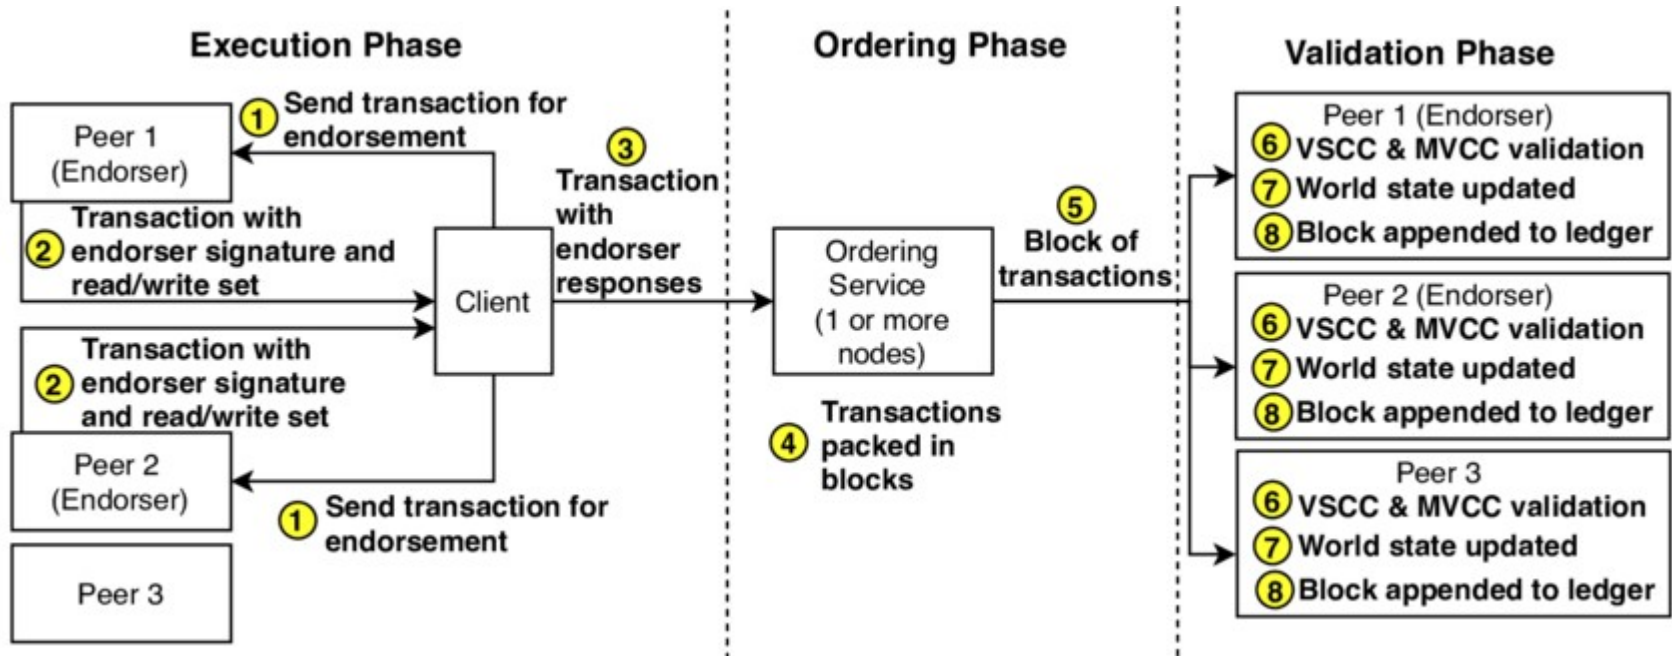 Execution Phase
Ordering Phase
Validation Phase
Peer 1
(Endorser)
1
Send transaction for
endorsement
2
Transaction with
endorser signature and
read/write set
Client
2
Transaction with
endorser signature
and read/write set
Peer 2
(Endorser)
1
Send transaction for
endorsement
Peer 3
3
Transaction
with
endorser
responses
Ordering
Service
(1 or more
nodes)
4
Transactions
packed in
blocks
5
Block of
transactions
Peer 1 (Endorser)
6 VSCC & MVCC validation
7 World state updated
8 Block appended to ledger
Peer 2 (Endorser)
6 VSCC & MVCC validation
7 World state updated
8 Block appended to ledger
Peer 3
6 VSCC & MVCC validation
7 World state updated
8 Block appended to ledger